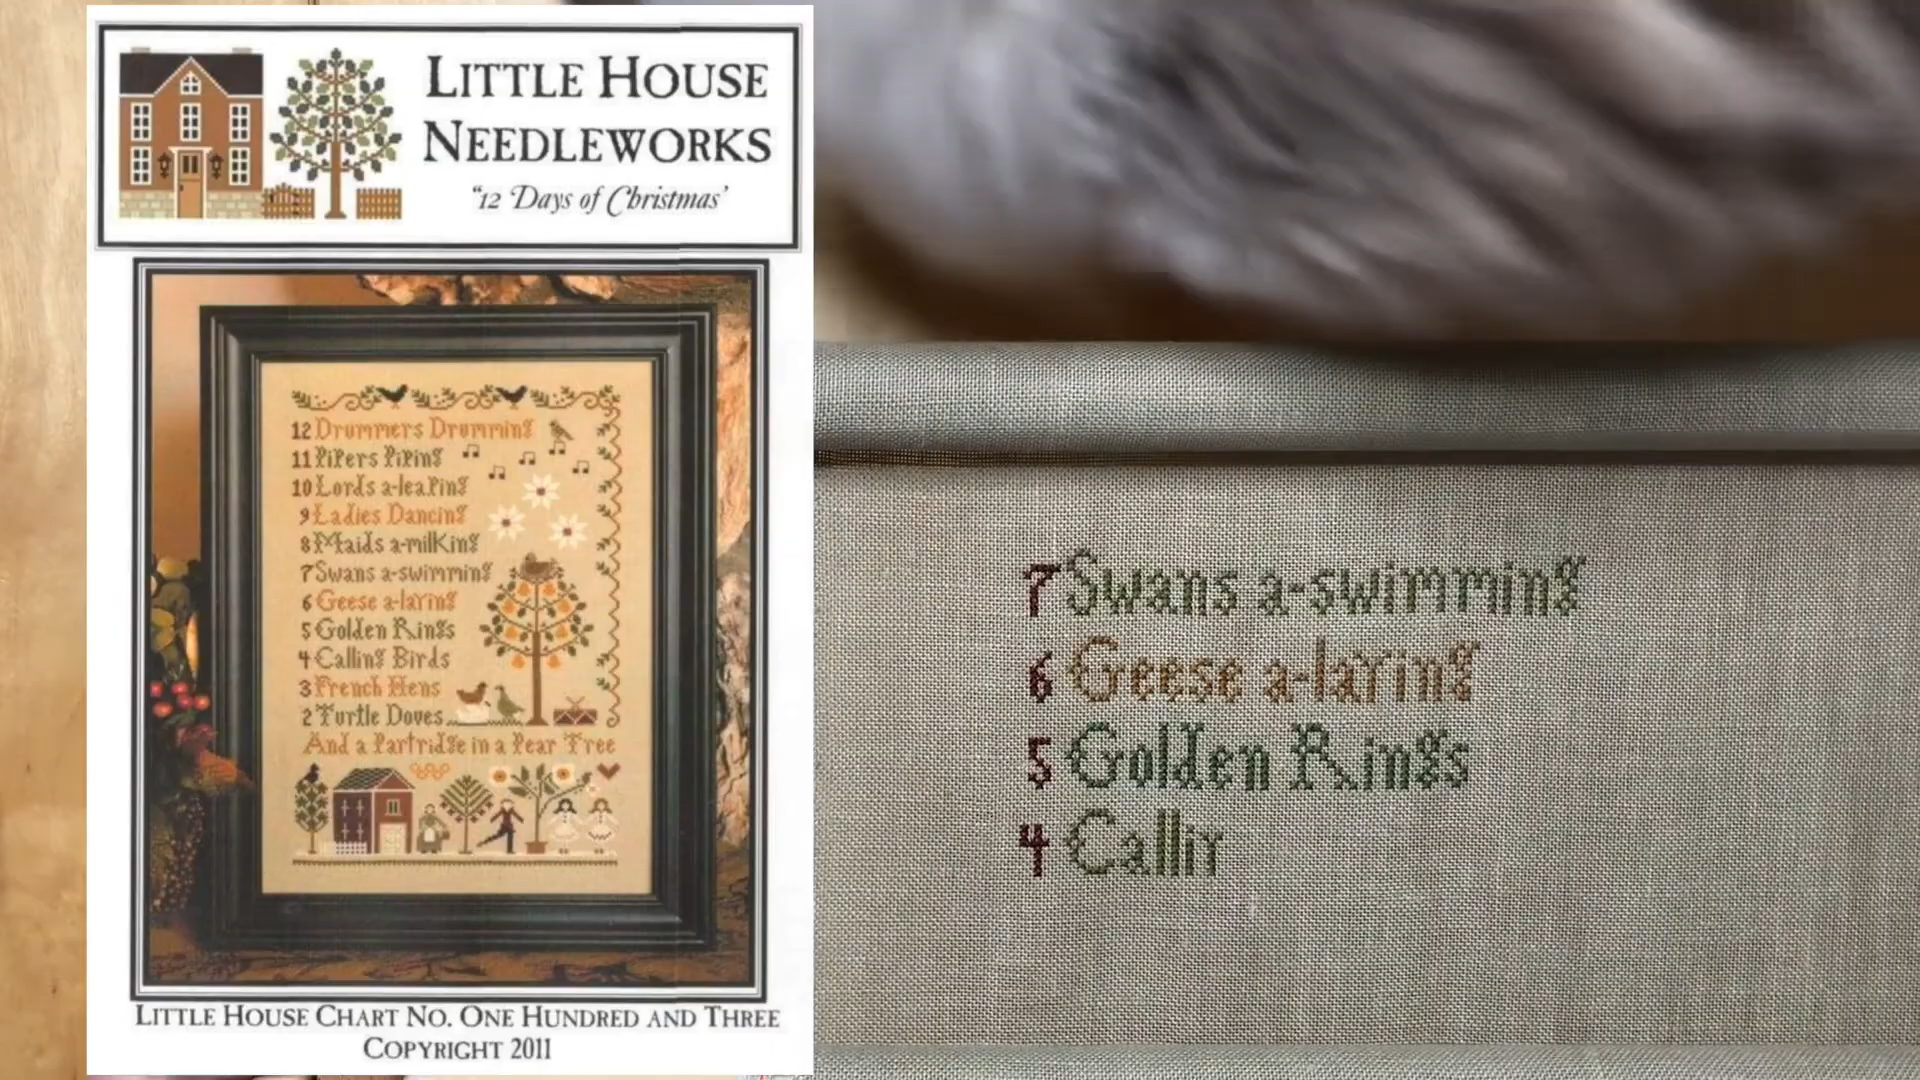 LITTLE HOUSE
NEEDLEWORKS
"12 Days of Christmas'
12 Drummers Drumming
11 Pipers Piping
10 Lords a-leaping
9 Ladies Dancing
8 Maids a-milking
7 Swans a-swimming
6 Geese a-laying
5 Golden Rings
4 Calling Birds
3 French Hens
2 Turtle Doves
And a Partridge in a Pear Tree
LITTLE HOUSE CHART NO. ONE HUNDRED AND THREE
COPYRIGHT 2011
7 Swans a-swimming
6 Geese a-laying
5 Golden Rings
4 Callin